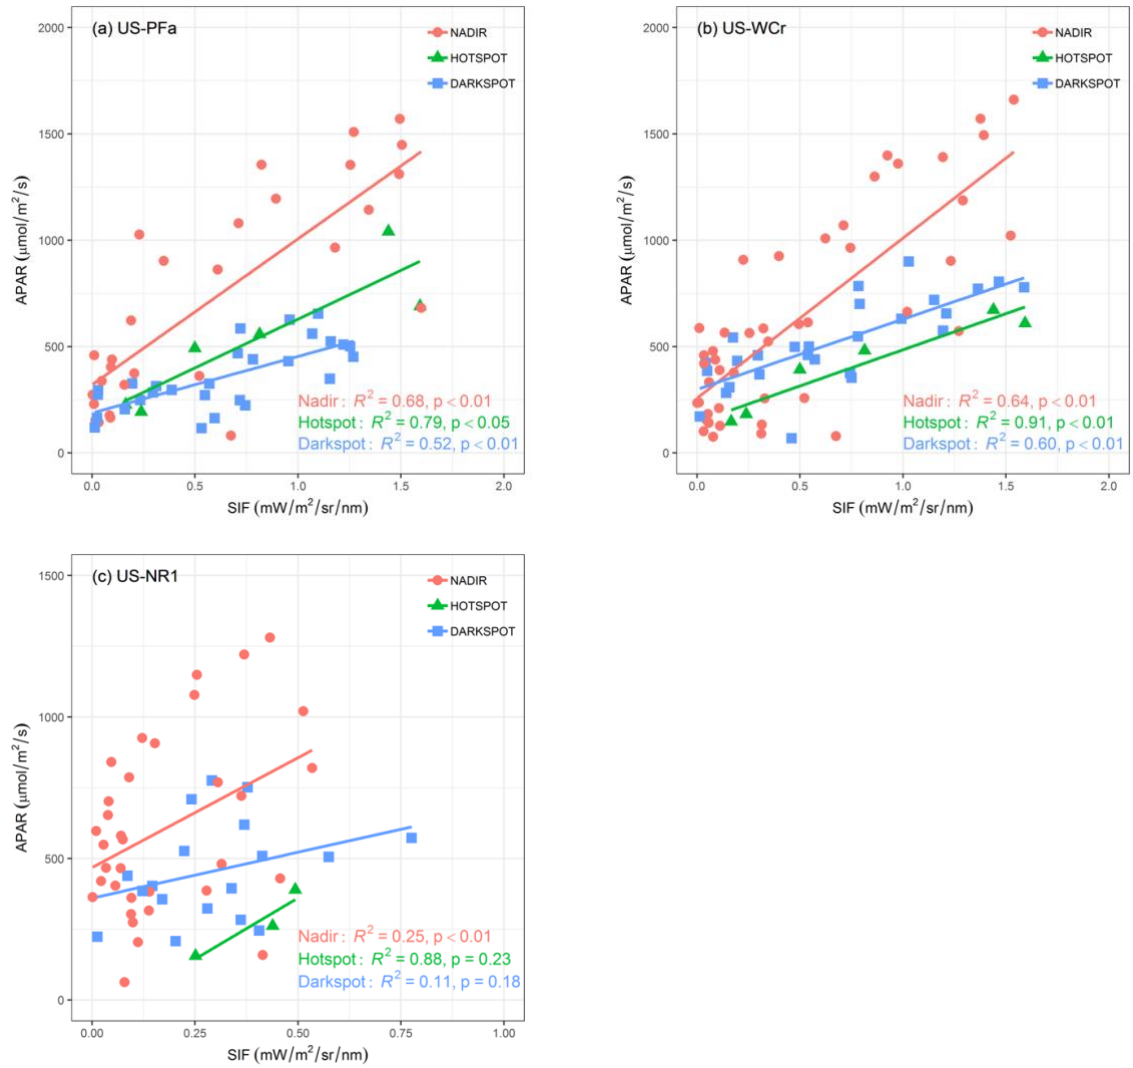 (a) US-PFa
NADIR
HOTSPOT
DARKSPOT
2000
1500
1000
500
0
APAR (μmol/m²/s)
Nadir: R² = 0.68, p < 0.01
Hotspot: R² = 0.79, p < 0.05
Darkspot: R² = 0.52, p < 0.01
0.0 0.5 1.0 1.5 2.0
SIF (mW/m²/sr/nm)
(b) US-WCr
NADIR
HOTSPOT
DARKSPOT
2000
1500
1000
500
0
APAR (μmol/m²/s)
Nadir: R² = 0.64, p < 0.01
Hotspot: R² = 0.91, p < 0.01
Darkspot: R² = 0.60, p < 0.01
0.0 0.5 1.0 1.5 2.0
SIF (mW/m²/sr/nm)
(c) US-NR1
NADIR
HOTSPOT
DARKSPOT
1500
1000
500
0
APAR (μmol/m²/s)
Nadir: R² = 0.25, p < 0.01
Hotspot: R² = 0.88, p = 0.23
Darkspot: R² = 0.11, p = 0.18
0.00 0.25 0.50 0.75 1.00
SIF (mW/m²/sr/nm)